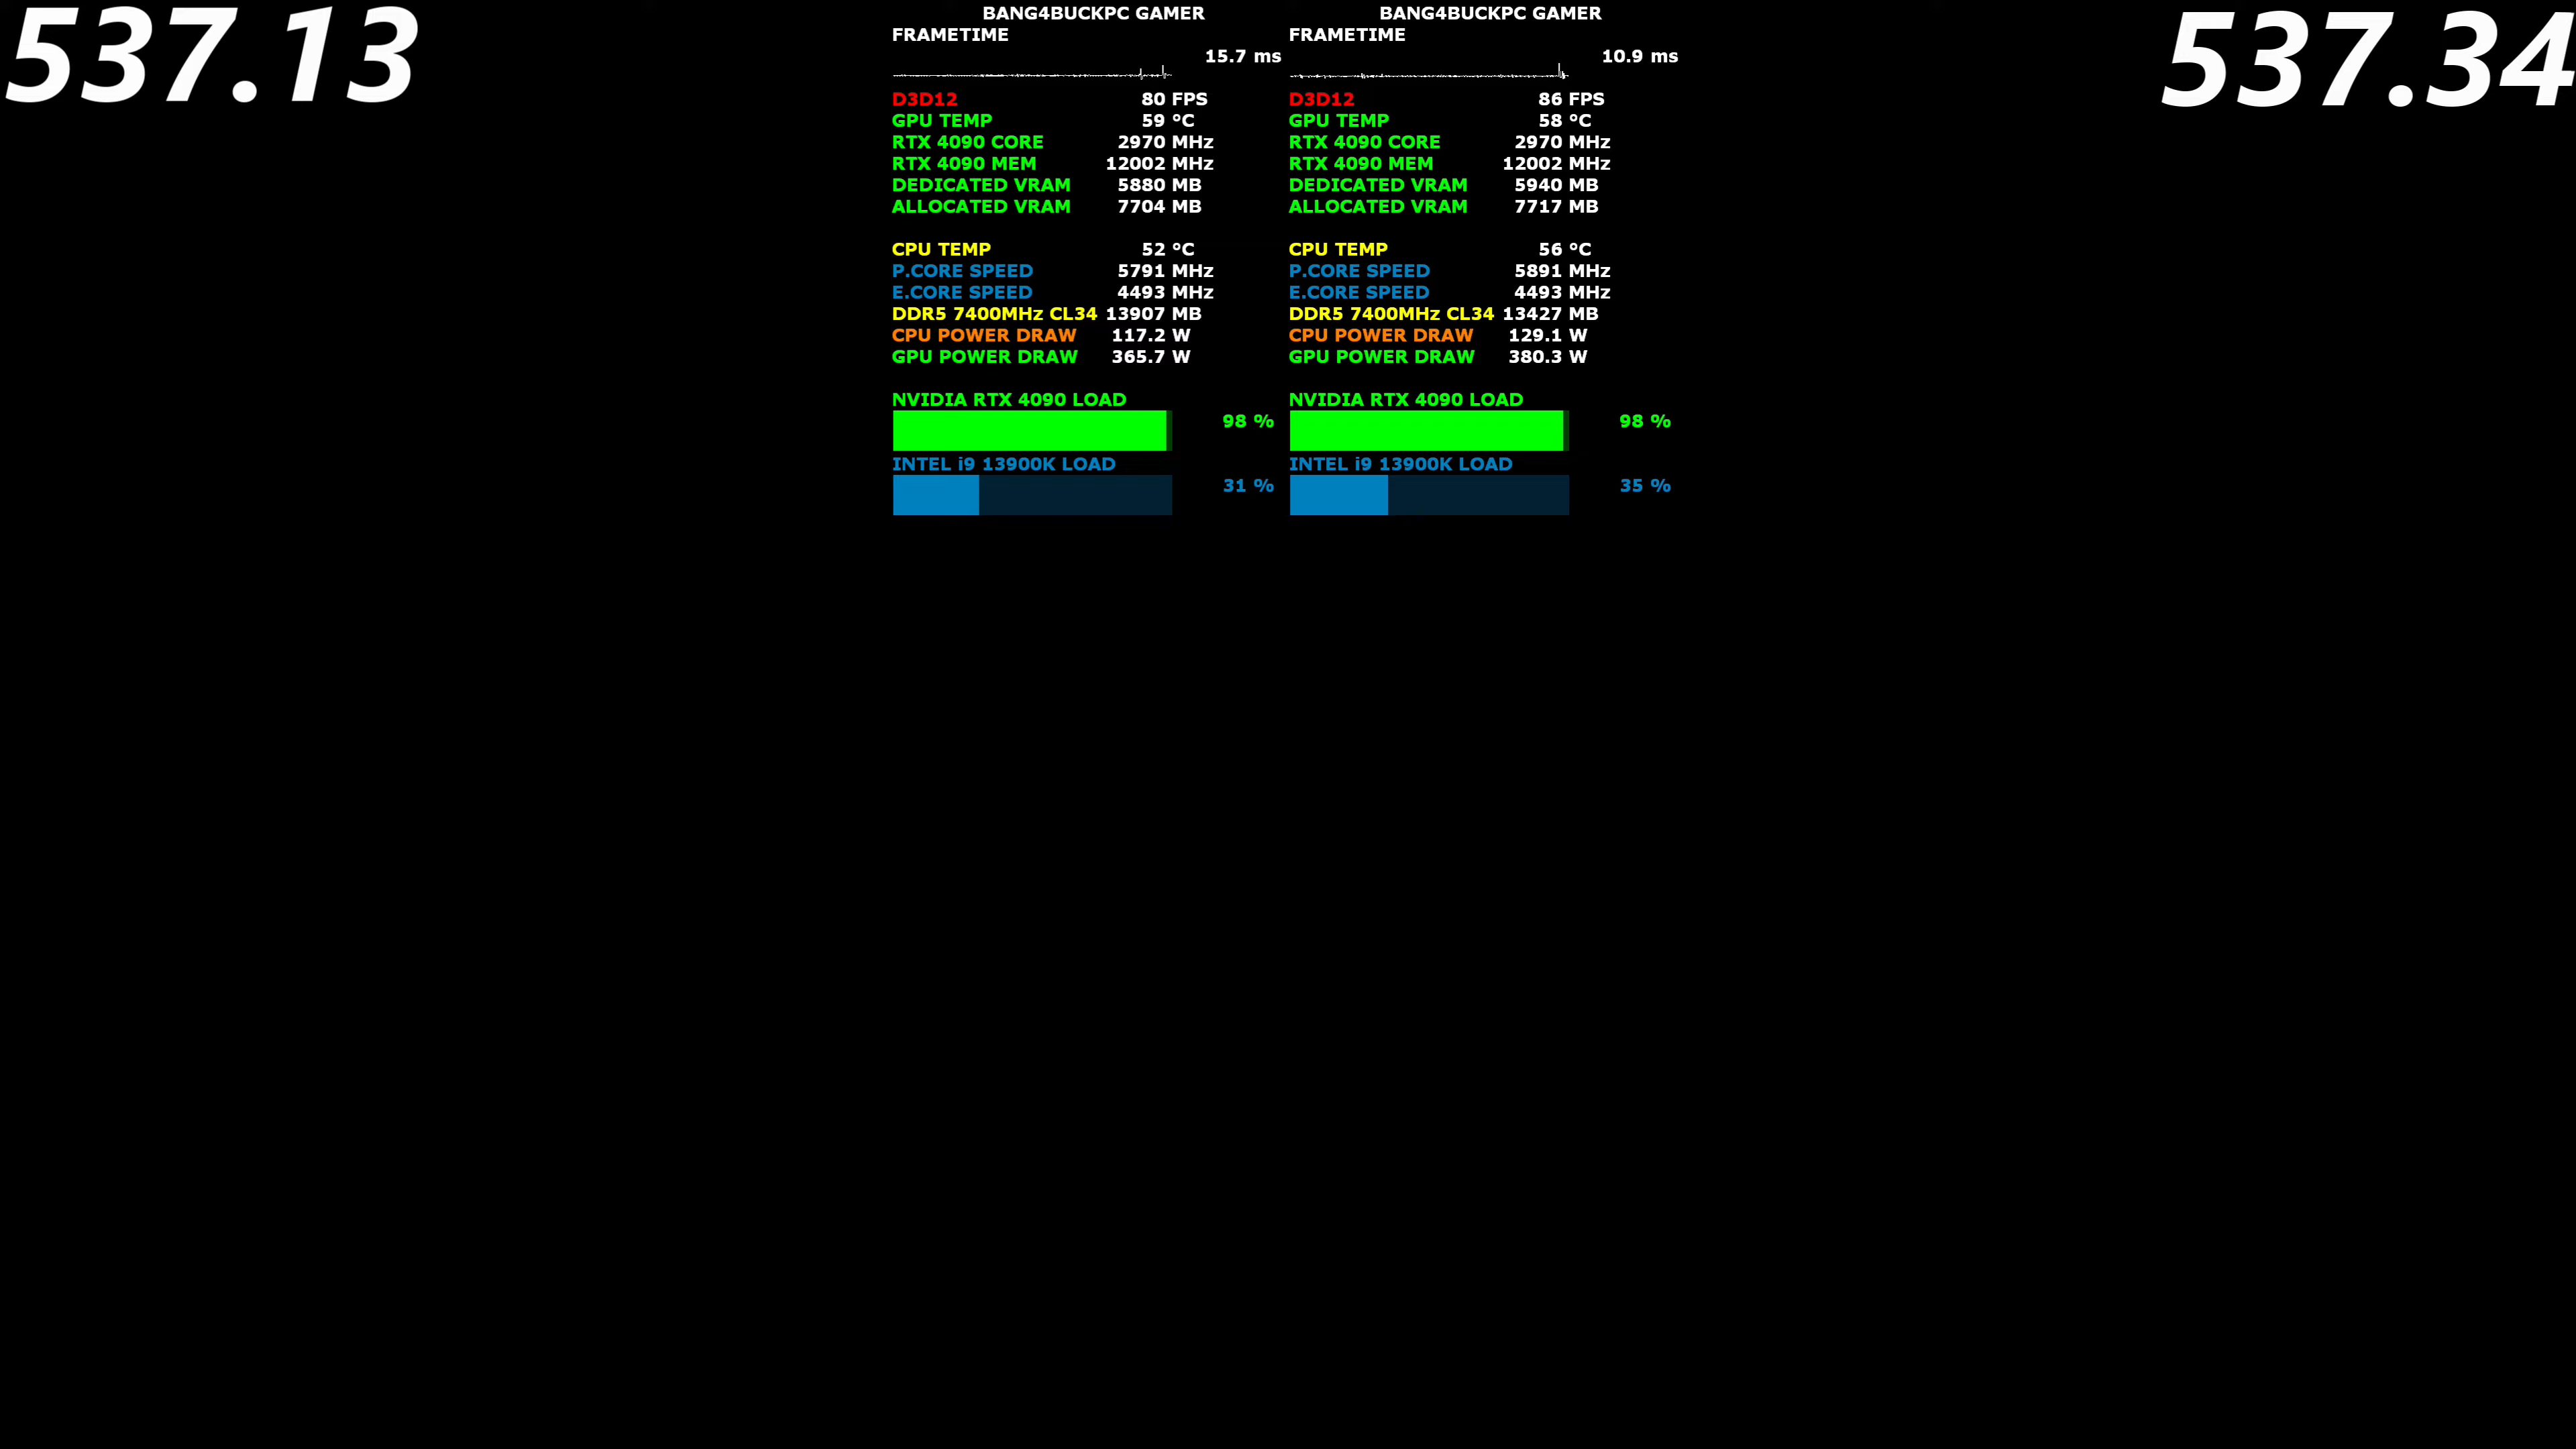 537.13
537.34
BANG4BUCKPC GAMER
FRAMETIME
15.7 ms
D3D12 80 FPS
GPU TEMP 59 °C
RTX 4090 CORE 2970 MHz
RTX 4090 MEM 12002 MHz
DEDICATED VRAM 5880 MB
ALLOCATED VRAM 7704 MB
CPU TEMP 52 °C
P.CORE SPEED 5791 MHz
E.CORE SPEED 4493 MHz
DDR5 7400MHz CL34 13907 MB
CPU POWER DRAW 117.2 W
GPU POWER DRAW 365.7 W
NVIDIA RTX 4090 LOAD
98 %
INTEL i9 13900K LOAD
31 %
BANG4BUCKPC GAMER
FRAMETIME
10.9 ms
D3D12 86 FPS
GPU TEMP 58 °C
RTX 4090 CORE 2970 MHz
RTX 4090 MEM 12002 MHz
DEDICATED VRAM 5940 MB
ALLOCATED VRAM 7717 MB
CPU TEMP 56 °C
P.CORE SPEED 5891 MHz
E.CORE SPEED 4493 MHz
DDR5 7400MHz CL34 13427 MB
CPU POWER DRAW 129.1 W
GPU POWER DRAW 380.3 W
NVIDIA RTX 4090 LOAD
98 %
INTEL i9 13900K LOAD
35 %